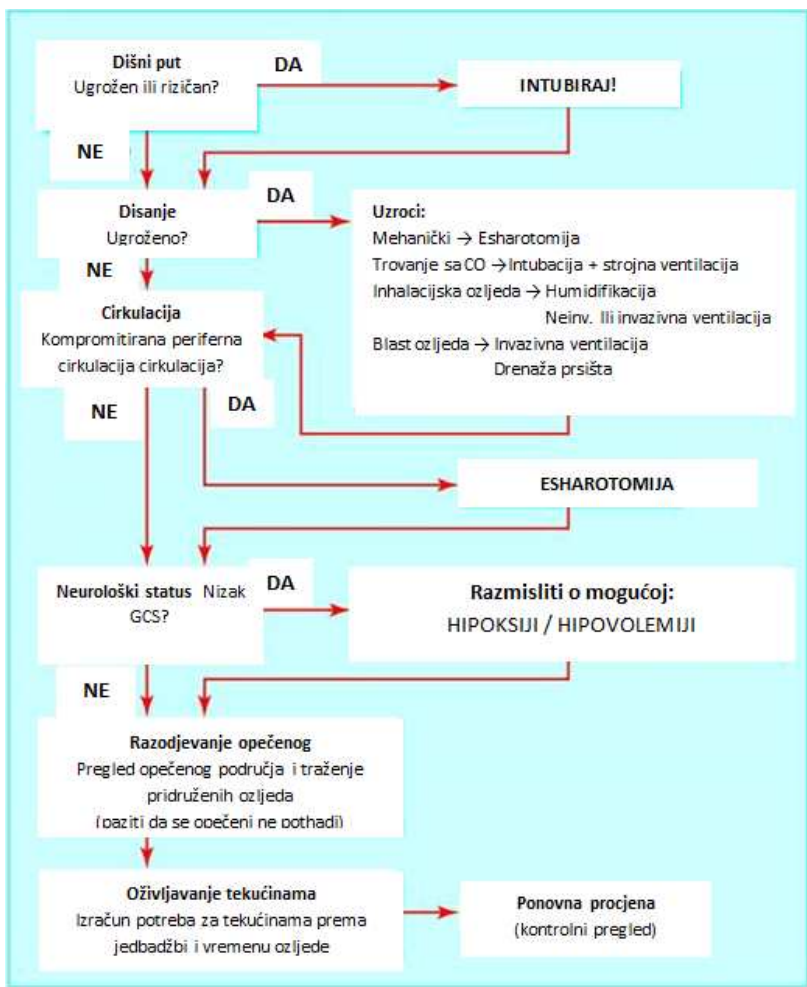 Dišni put
Ugrožen ili rizičan?
DA
INTUBIRAJ!
NE
Disanje
Ugroženo?
DA
Uzroci:
Mehanički → Esharotomija
Trovanje sa CO → Intubacija + strojna ventilacija
Inhalacijska ozljeda → Humidifikacija
Neinv. Ili invazivna ventilacija
Blast ozljeda → Invazivna ventilacija
Drenaža prsišta
NE
Cirkulacija
Kompromitirana periferna
cirkulacija cirkulacija?
NE
DA
ESHAROTOMIJA
Neurološki status Nizak
GCS?
DA
Razmisliti o mogućoj:
HIPOKSIJI / HIPOVOLEMIJI
NE
Razodjevanje opečenog
Pregled opečenog područja i traženje
pridruženih ozljeda
(paziti da se opečeni ne pothadi)
Oživljavanje tekućinama
Izračun potreba za tekućinama prema
jedbadžbi i vremenu ozljede
Ponovna procjena
(kontrolni pregled)